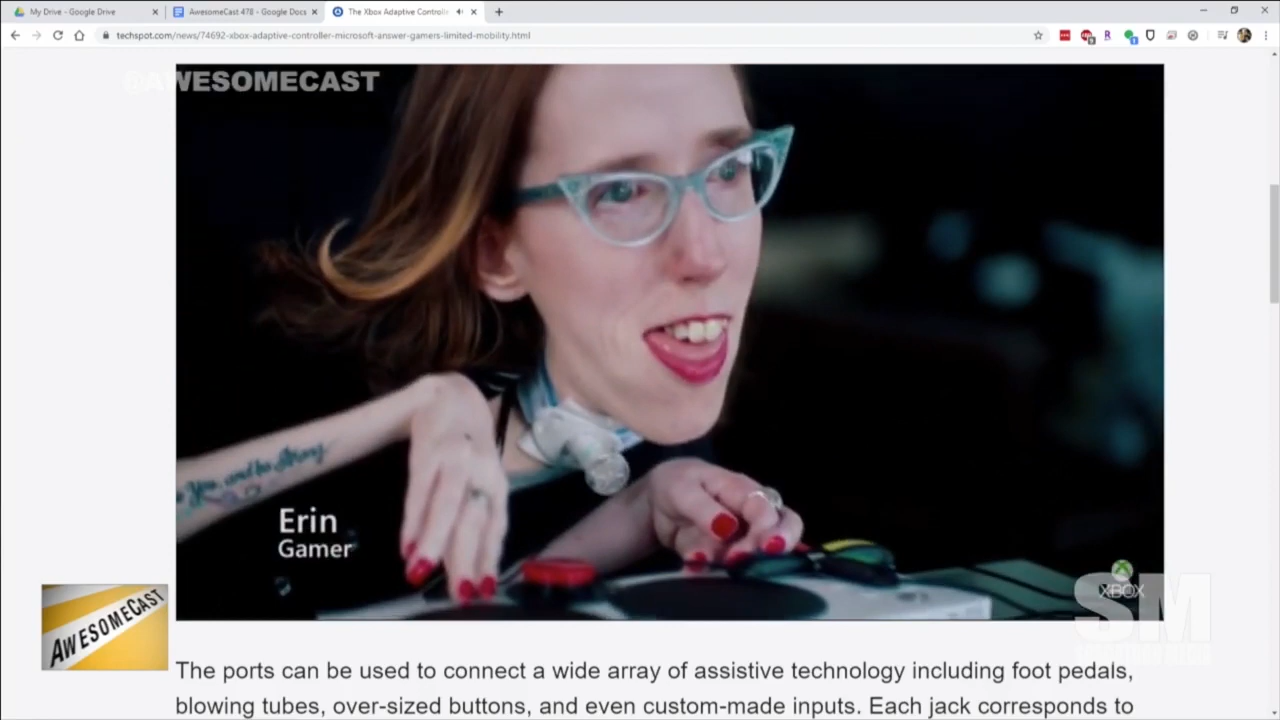 My Drive - Google Drive
AwesomeCast 478 - Google Docs
The Xbox Adaptive Controlle
techspot.com/news/74692-xbox-adaptive-controller-microsoft-answer-gamers-limited-mobility.html
@AWESOMECAST
Erin
Gamer
XBOX
SM
AWESOMECAST
The ports can be used to connect a wide array of assistive technology including foot pedals,
blowing tubes, over-sized buttons, and even custom-made inputs. Each jack corresponds to